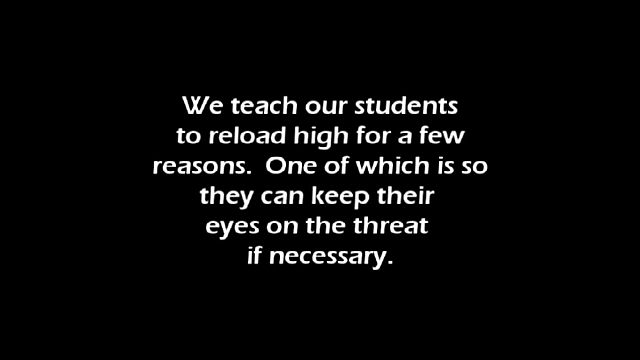 We teach our students
to reload high for a few
reasons.  One of which is so
they can keep their
eyes on the threat
if necessary.